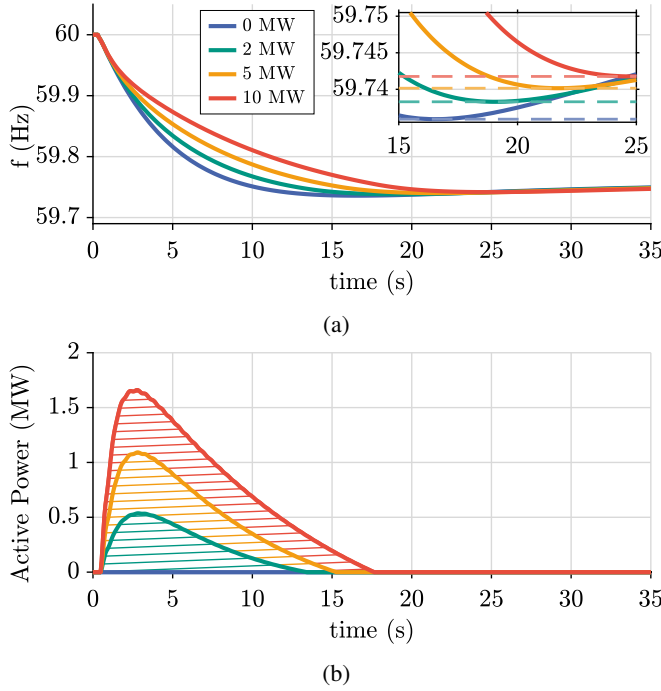 60
59.9
59.8
59.7
f (Hz)
0 MW
2 MW
5 MW
10 MW
59.75
59.745
59.74
15 20 25
0 5 10 15 20 25 30 35
time (s)
(a)
2
1.5
1
0.5
0
Active Power (MW)
0 5 10 15 20 25 30 35
time (s)
(b)